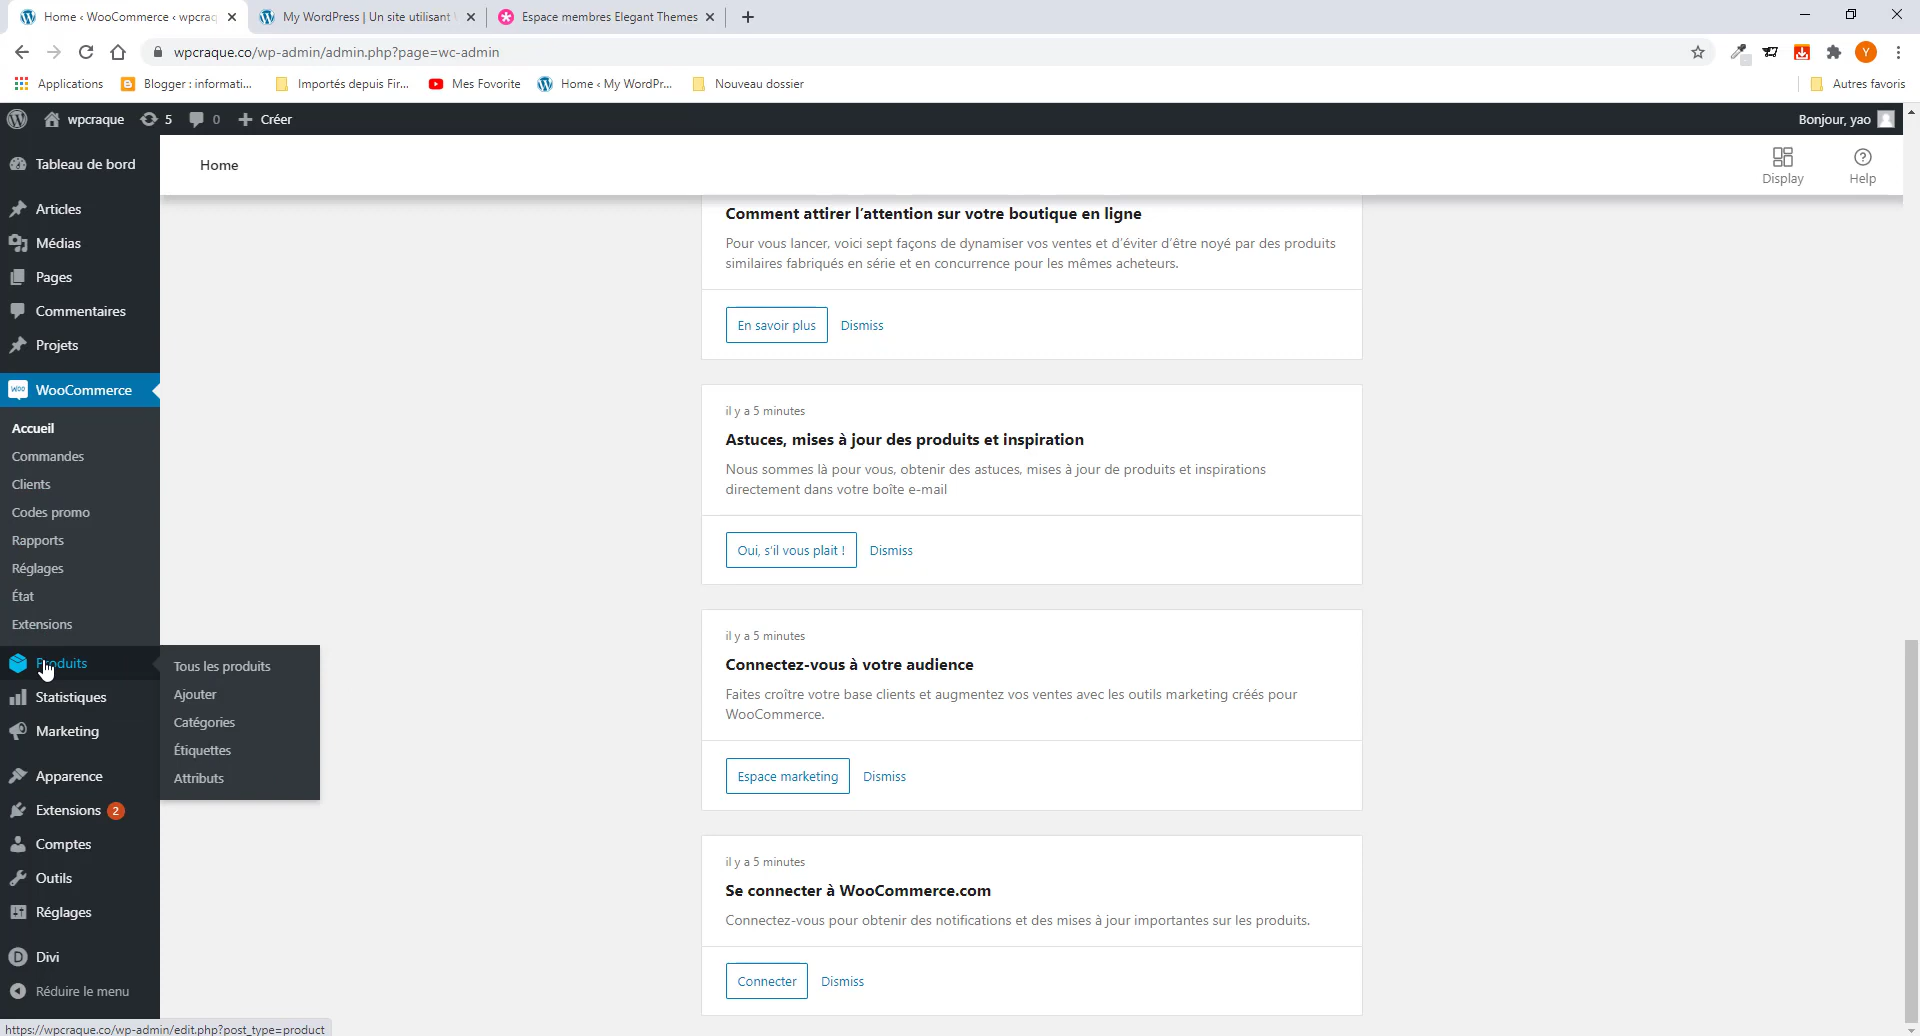 Home ‹ WooCommerce ‹ wpcraq
My WordPress | Un site utilisant
Espace membres Elegant Themes
wpcraque.co/wp-admin/admin.php?page=wc-admin
Y
Applications
Blogger : informati...
Importés depuis Fir...
Mes Fovorite
Home ‹ My WordPr...
Nouveau dossier
Autres favoris
wpcraque
5
0
Créer
Bonjour, yao
Tableau de bord
Articles
Médias
Pages
Commentaires
Projets
WooCommerce
Accueil
Commandes
Clients
Codes promo
Rapports
Réglages
État
Extensions
Produits
Statistiques
Marketing
Apparence
Extensions 2
Comptes
Outils
Réglages
Divi
Réduire le menu
Tous les produits
Ajouter
Catégories
Étiquettes
Attributs
Home
Display
Help
Comment attirer l’attention sur votre boutique en ligne
Pour vous lancer, voici sept façons de dynamiser vos ventes et d’éviter d’être noyé par des produits
similaires fabriqués en série et en concurrence pour les mêmes acheteurs.
En savoir plus
Dismiss
il y a 5 minutes
Astuces, mises à jour des produits et inspiration
Nous sommes là pour vous, obtenir des astuces, mises à jour de produits et inspirations
directement dans votre boîte e-mail
Oui, s’il vous plait !
Dismiss
il y a 5 minutes
Connectez-vous à votre audience
Faites croître votre base clients et augmentez vos ventes avec les outils marketing créés pour
WooCommerce.
Espace marketing
Dismiss
il y a 5 minutes
Se connecter à WooCommerce.com
Connectez-vous pour obtenir des notifications et des mises à jour importantes sur les produits.
Connecter
Dismiss
https://wpcraque.co/wp-admin/edit.php?post_type=product